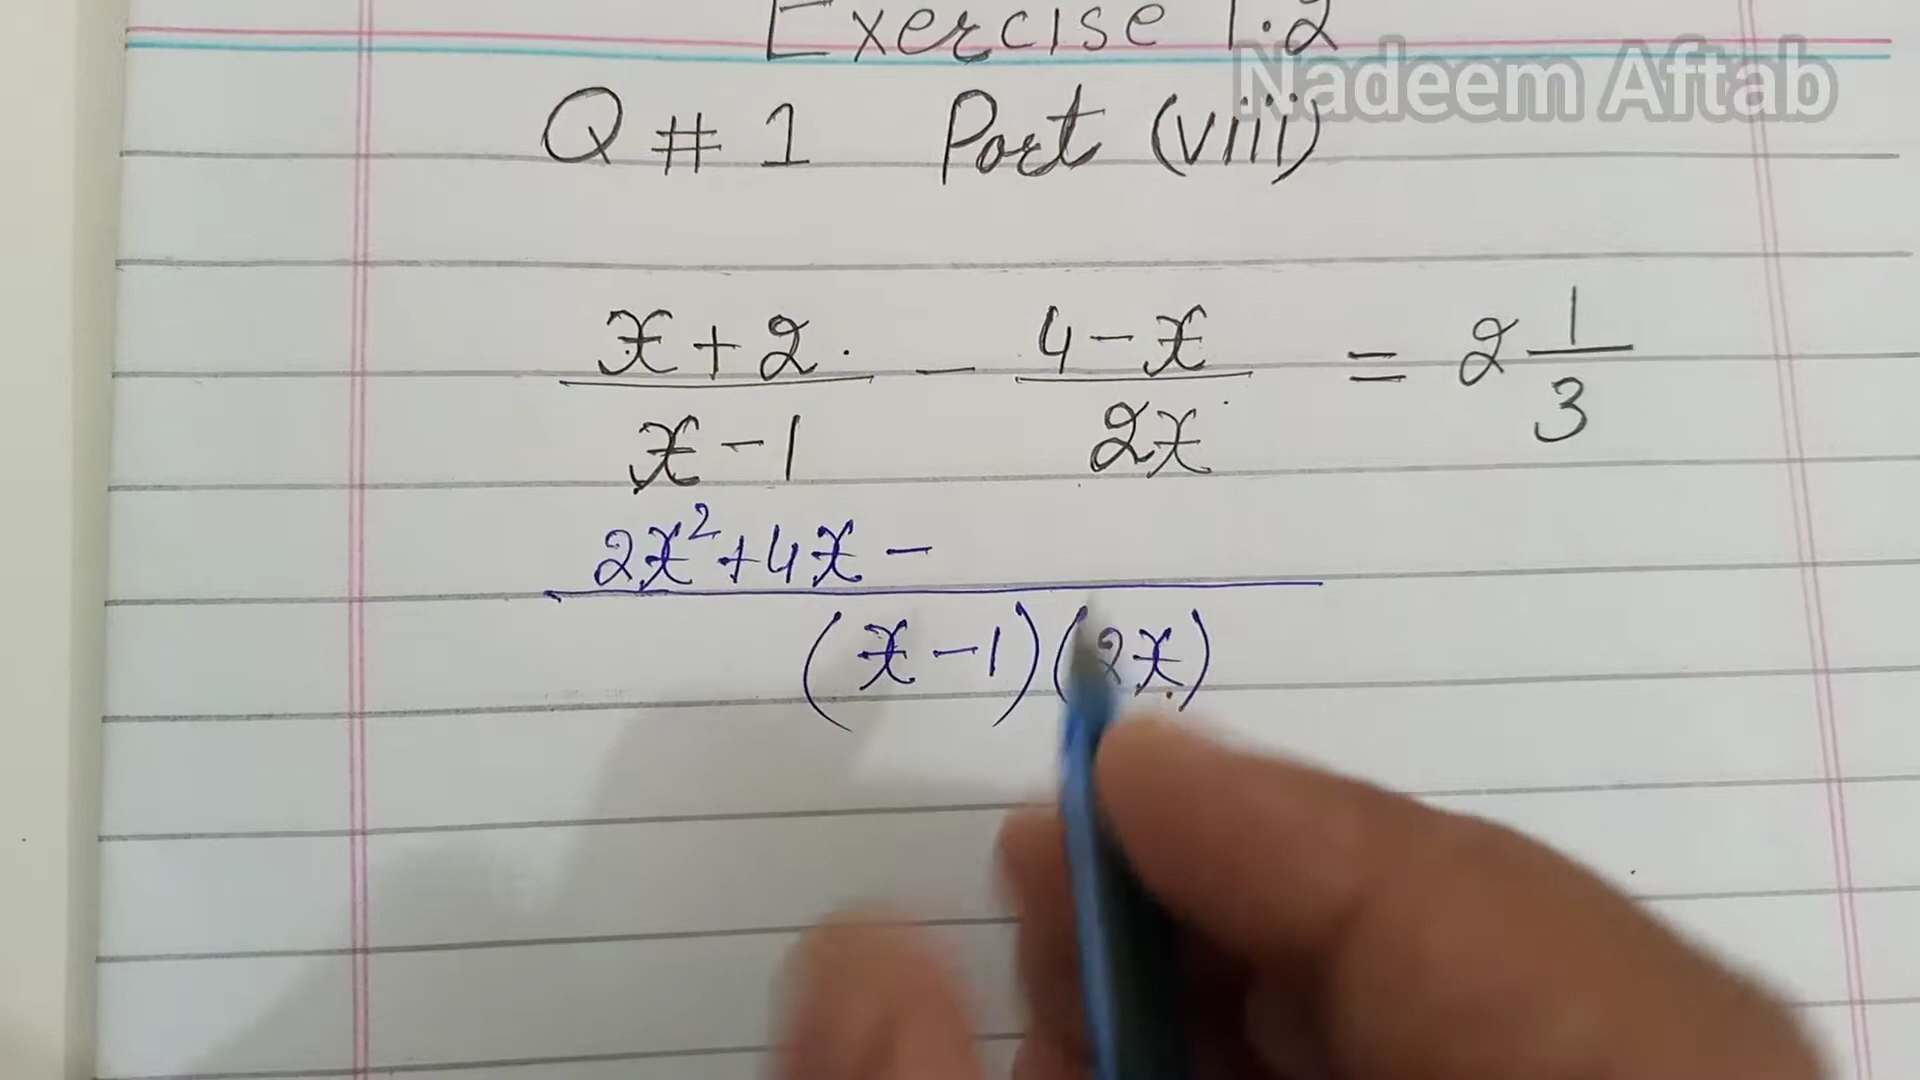 Exercise 1.2
Nadeem Aftab
Q # 1 Part (viii)
x+2/x-1 - 4-x/2x = 2 1/3
2x²+4x -
(x-1)(2x)